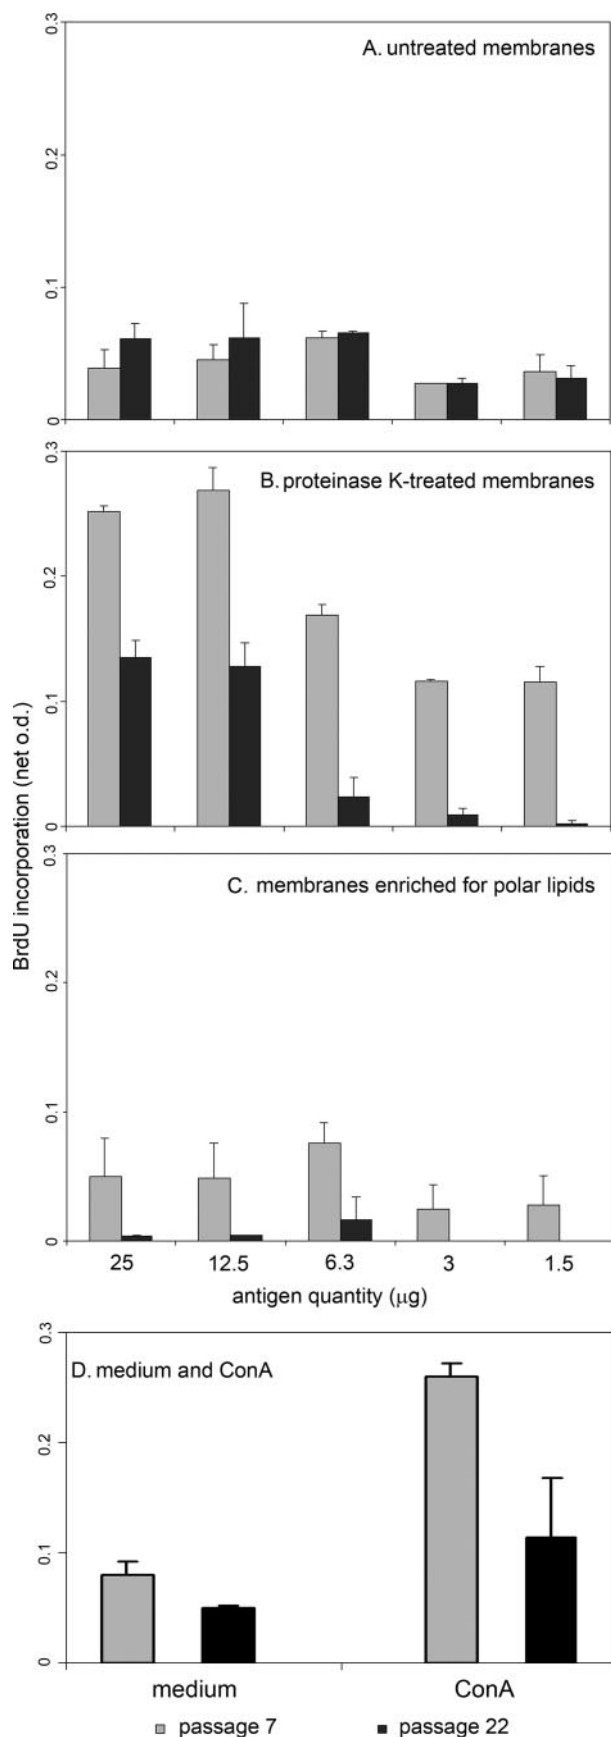 A. untreated membranes
0.3
0.2
0.1
0
B. proteinase K-treated membranes
0.3
0.2
0.1
0
BrdU incorporation (net o.d.)
C. membranes enriched for polar lipids
0.3
0.2
0.1
0
25 12.5 6.3 3 1.5
antigen quantity (μg)
D. medium and ConA
0.3
0.2
0.1
0
medium ConA
passage 7 passage 22